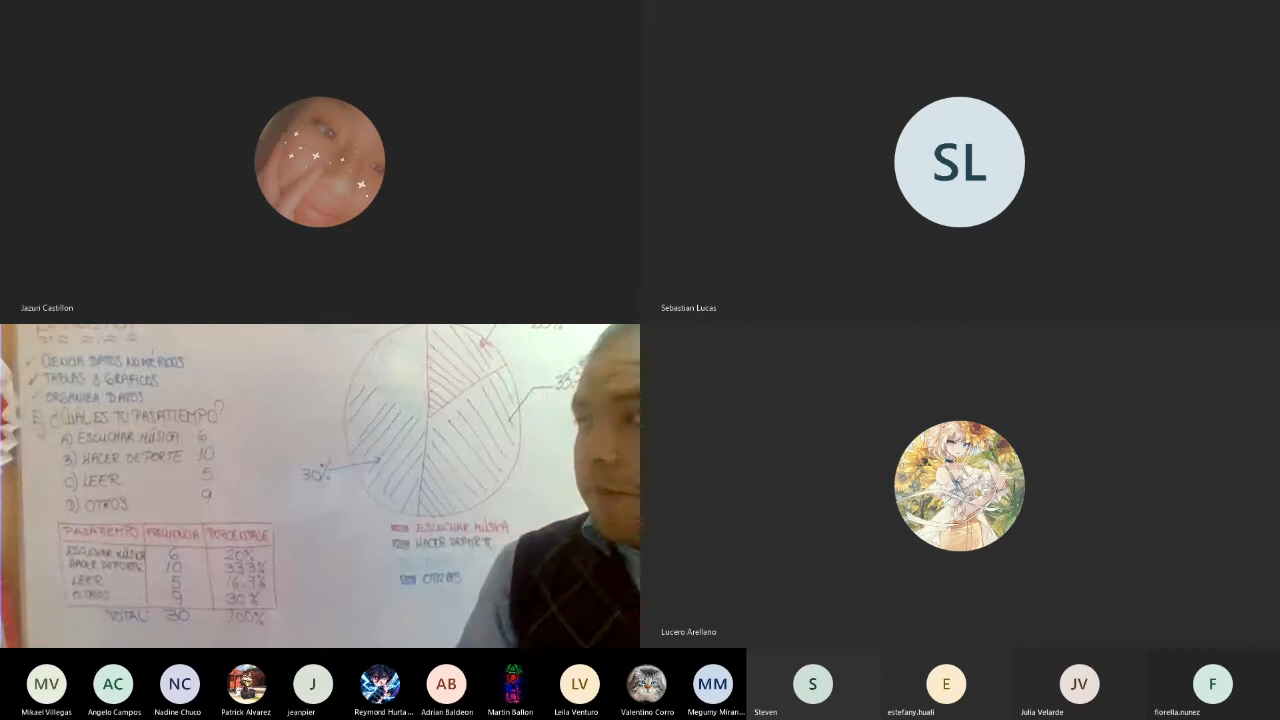 SL
Jazuri Castillon
Sebastian Lucas
✓ CIENCIA DATOS NUMÉRICOS
✓ TABLAS Y GRÁFICOS
✓ ORGANIZA DATOS
¿CUÁL ES TU PASATIEMPO?
A) ESCUCHAR MÚSICA 6
B) HACER DEPORTE 10
C) LEER 5
D) OTROS 9
PASATIEMPO FRECUENCIA PORCENTAJE
ESCUCHAR MÚSICA 6 20%
HACER DEPORTE 10 33.3%
LEER 5 16.7%
OTROS 9 30%
TOTAL 30 100%
30%
ESCUCHAR MÚSICA
HACER DEPORTE
OTROS
Lucero Arellano
MV AC NC J AB LV MM S E JV F
Mikael Villegas Angelo Campos Nadine Chuco Patrick Alvarez jeanpier Reymond Hurta... Adrian Baldeon Martin Ballon Leila Venturo Valentino Corro Megumy Miran... Steven estefany.huali Julia Velarde fiorella.nunez